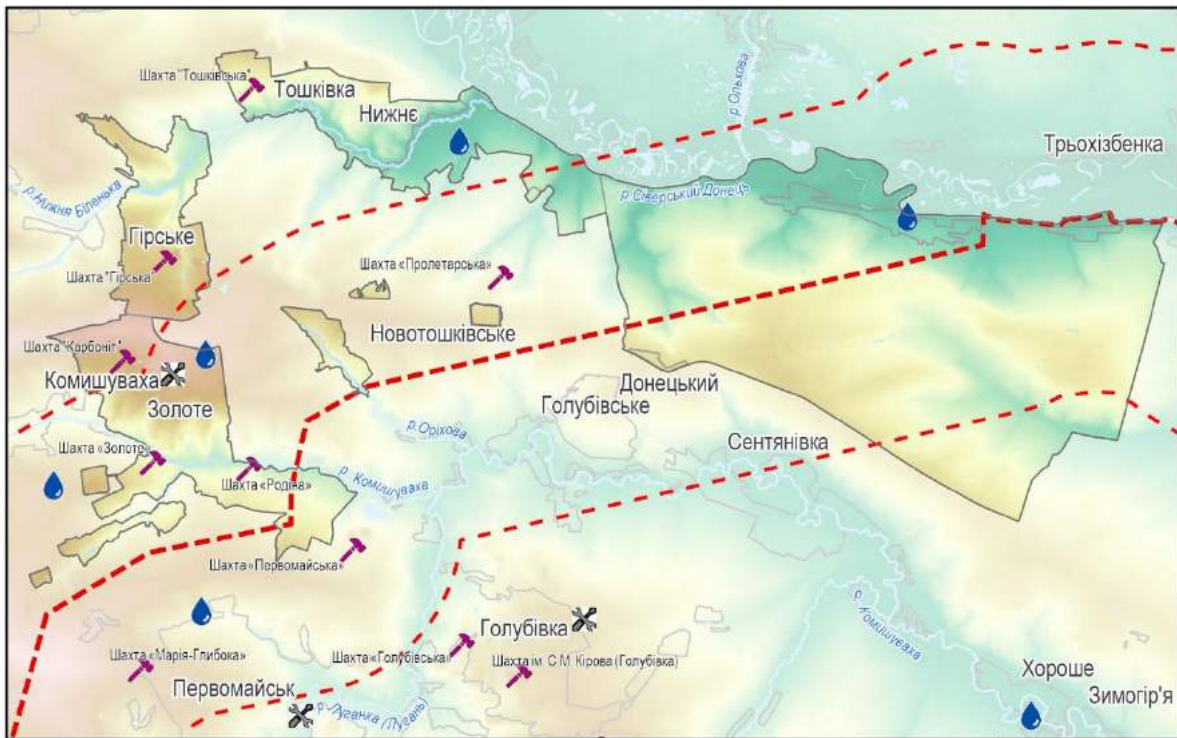 Шахта "Тошківська"
Тошківка
Нижнє
р.Ольхова
Трьохізбенка
р.Нижня Біленька
р.Сіверський Донець
Гірське
Шахта "Гірська"
Шахта «Пролетарська»
Новотошківське
Шахта "Карбоніт"
Комишуваха
Золоте
Донецький
Голубівське
р.Оріхова
Сентянівка
Шахта «Золоте»
Шахта «Родіна»
р. Комишуваха
Шахта «Первомайська»
р. Комишуваха
Голубівка
Шахта «Марія-Глибока»
Шахта «Голубівська»
Шахта ім. С.М. Кірова (Голубівка)
Первомайськ
р. Луганка (Лугань)
Хороше
Зимогір'я